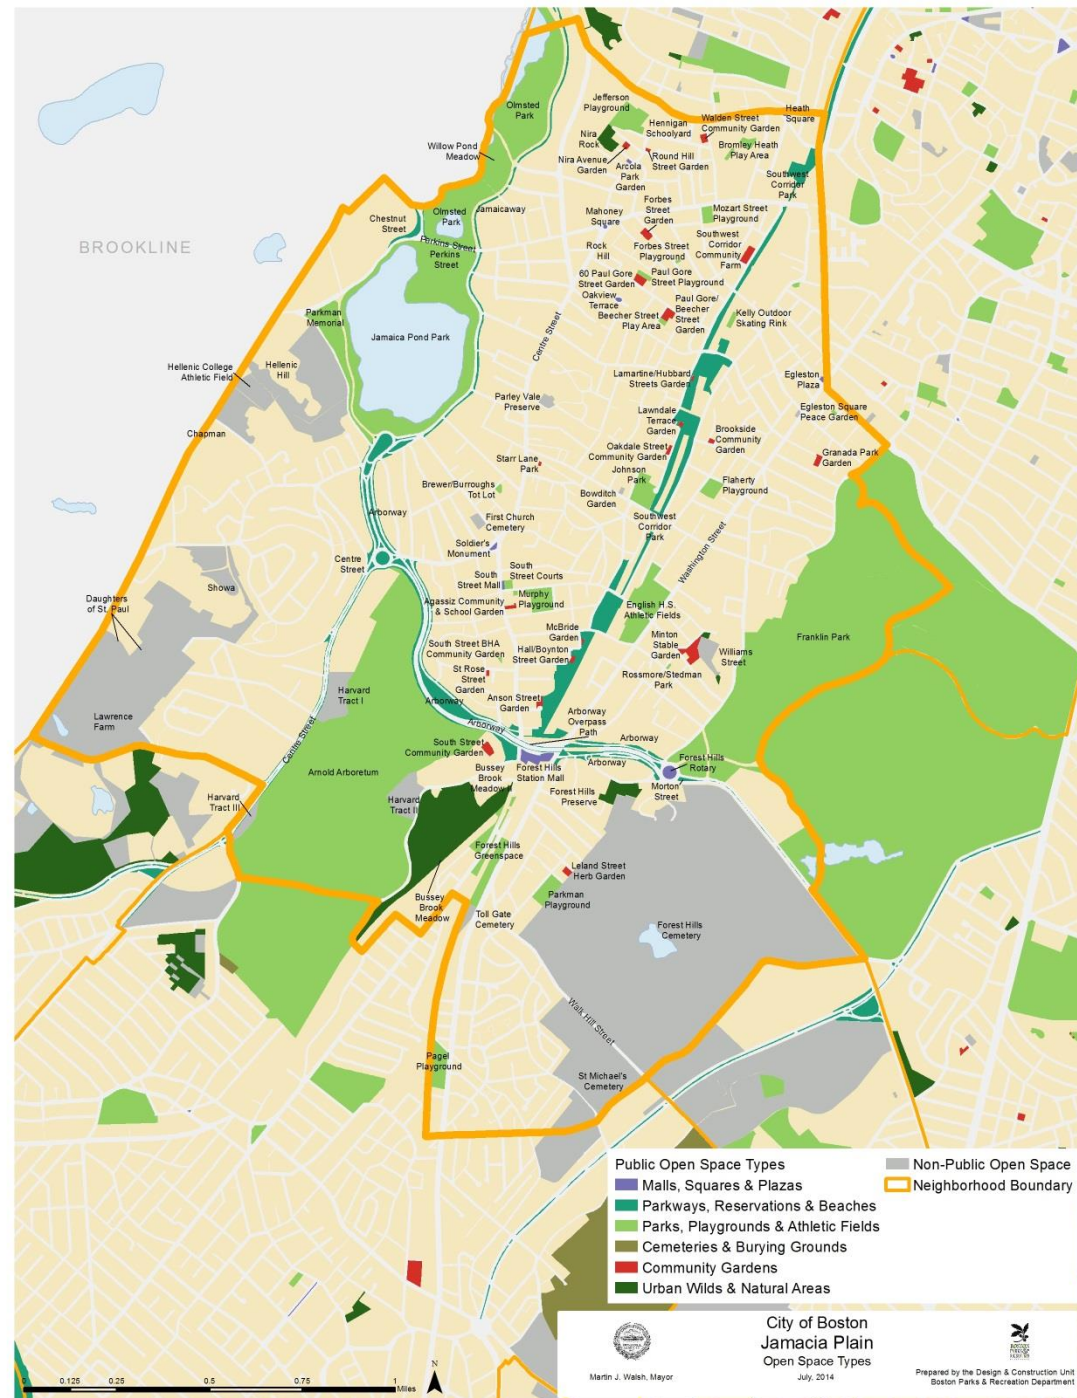 Olmsted
Park
Jefferson
Playground
Heath
Square
Hennigan
Schoolyard
Walden Street
Community Garden
Nira
Rock
Bromley Heath
Play Area
Willow Pond
Meadow
Nira Avenue
Garden
Round Hill
Street Garden
Arcola
Park
Garden
Southwest
Corridor
Park
BROOKLINE
Chestnut
Street
Olmsted
Park
Jamaicaway
Mahoney
Square
Forbes
Street
Garden
Mozart Street
Playground
Perkins Street
Perkins
Street
Rock
Hill
Forbes Street
Playground
Southwest
Corridor
Community
Farm
60 Paul Gore
Street Garden
Paul Gore
Street Playground
Oakview
Terrace
Paul Gore/
Beecher
Street
Garden
Beecher Street
Play Area
Kelly Outdoor
Skating Rink
Parkman
Memorial
Jamaica Pond Park
Centre Street
Hellenic College
Athletic Field
Hellenic
Hill
Lamartine/Hubbard
Streets Garden
Egleston
Plaza
Parley Vale
Preserve
Lawndale
Terrace
Garden
Egleston Square
Peace Garden
Chapman
Brookside
Community
Garden
Oakdale Street
Community Garden
Granada Park
Garden
Starr Lane
Park
Johnson
Park
Brewer/Burroughs
Tot Lot
Bowditch
Garden
Flaherty
Playground
Arborway
First Church
Cemetery
Southwest
Corridor
Park
Washington Street
Soldier's
Monument
Centre
Street
South
Street Mall
South
Street Courts
Showa
Daughters
of St. Paul
Agassiz Community
& School Garden
Murphy
Playground
English H.S.
Athletic Fields
McBride
Garden
Minton
Stable
Garden
Franklin Park
South Street BHA
Community Garden
Hall/Boynton
Street Garden
Williams
Street
St Rose
Street
Garden
Rossmore/Stedman
Park
Harvard
Tract I
Arborway
Anson Street
Garden
Lawrence
Farm
Arborway
Arborway
Overpass
Path
Arborway
Centre Street
South Street
Community Garden
Arborway
Forest Hills
Rotary
Arnold Arboretum
Bussey
Brook
Meadow II
Forest Hills
Station Mall
Morton
Street
Harvard
Tract III
Harvard
Tract II
Forest Hills
Preserve
Forest Hills
Greenspace
Leland Street
Herb Garden
Bussey
Brook
Meadow
Parkman
Playground
Toll Gate
Cemetery
Forest Hills
Cemetery
Walk Hill Street
Pagel
Playground
St Michael's
Cemetery
Public Open Space Types
Malls, Squares & Plazas
Parkways, Reservations & Beaches
Parks, Playgrounds & Athletic Fields
Cemeteries & Burying Grounds
Community Gardens
Urban Wilds & Natural Areas
Non-Public Open Space
Neighborhood Boundary
City of Boston
Jamacia Plain
Open Space Types
July, 2014
Martin J. Walsh, Mayor
Prepared by the Design & Construction Unit
Boston Parks & Recreation Department
0 0.125 0.25 0.5 0.75 1
Miles
N